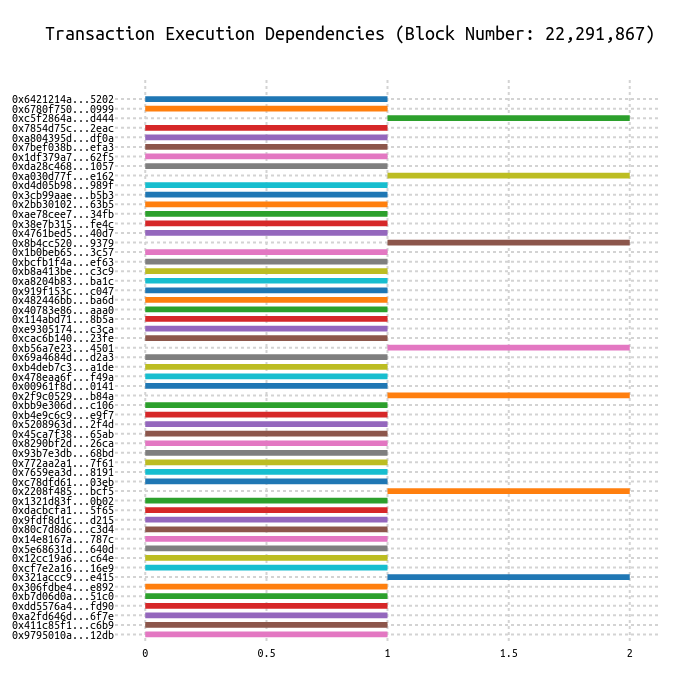 Transaction Execution Dependencies (Block Number: 22,291,867)
0x6421214a...5202
0x6780f750...0999
0xc5f2864a...d444
0x7854d75c...2eac
0xa804395d...df0a
0x7bef038b...efa3
0x1df379a7...62f5
0xda28c468...1057
0xa030d77f...e162
0xd4d05b98...989f
0x3cb99aae...b5b3
0x2bb30102...63b5
0xae78cee7...34fb
0x38e7b315...fe4c
0x4761bed5...40d7
0x8b4cc520...9379
0x1b0beb65...3c57
0xbcfb1f4a...ef63
0xb8a413be...c3c9
0xa8204b83...ba1c
0x919f153c...c047
0x482446bb...ba6d
0x40783e86...aaa0
0x114abd71...8b5a
0xe9305174...c3ca
0xcac6b140...23fe
0xb56a7e23...4501
0x69a4684d...d2a3
0xb4deb7c3...a1de
0x478eaa6f...f49a
0x00961f8d...0141
0x2f9c0529...b84a
0xbb9e306d...c106
0xb4e9c6c9...e9f7
0x5208963d...2f4d
0x45ca7f38...65ab
0x8290bf2d...26ca
0x93b7e3db...68bd
0x772aa2a1...7f61
0x7659ea3d...8191
0xc78dfd61...03eb
0x2208f485...bcf5
0x1321d83f...0b02
0xdacbcfa1...5f65
0x9fdf8d1c...d215
0x80c7d8d6...c3d4
0x14e8167a...787c
0x5e68631d...640d
0x12cc19a6...c64e
0xcf7e2a16...16e9
0x321accc9...e415
0x306fdbe4...e892
0xb7d06d0a...51c0
0xdd5576a4...fd90
0xa2fd646d...6f7e
0x411c85f1...c6b9
0x9795010a...12db
0 0.5 1 1.5 2